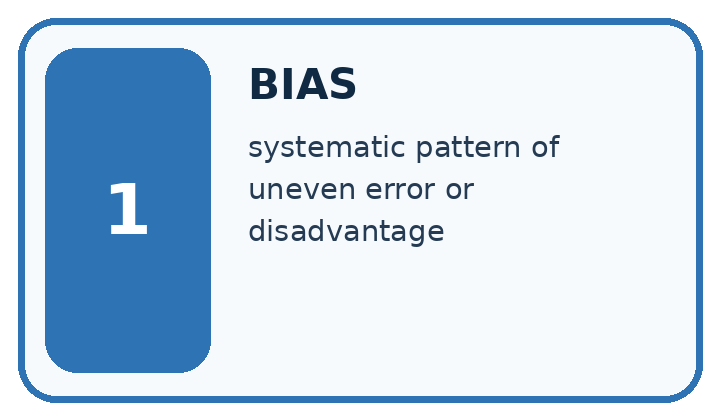 1
BIAS
systematic pattern of
uneven error or
disadvantage